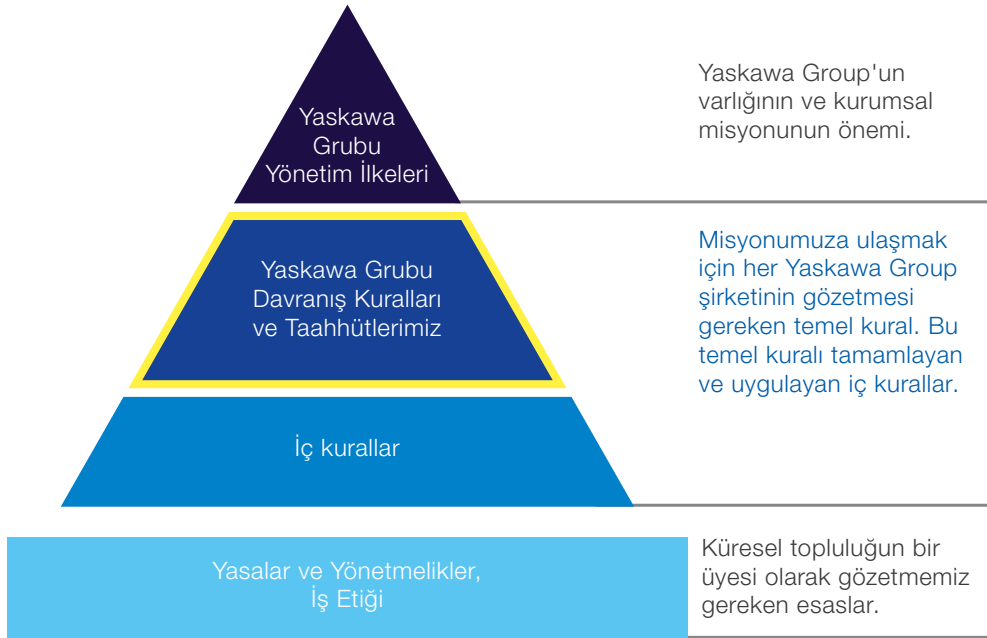 Yaskawa
Grubu
Yönetim İlkeleri
Yaskawa Group'un
varlığının ve kurumsal
misyonunun önemi.
Yaskawa Grubu
Davranış Kuralları
ve Taahhütlerimiz
Misyonumuza ulaşmak
için her Yaskawa Group
şirketinin gözetmesi
gereken temel kural. Bu
temel kuralı tamamlayan
ve uygulayan iç kurallar.
İç kurallar
Yasalar ve Yönetmelikler,
İş Etiği
Küresel topluluğun bir
üyesi olarak gözetmemiz
gereken esaslar.